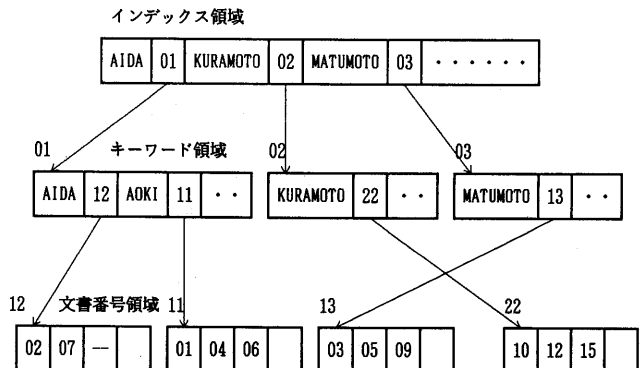 インデックス領域
AIDA 01 KURAMOTO 02 MATUMOTO 03 ・・・・・・
01 キーワード領域 02 03
AIDA 12 AOKI 11 ・・ KURAMOTO 22 ・・ MATUMOTO 13 ・・
12 文書番号領域 11 13 22
02 07 — 01 04 06 03 05 09 10 12 15